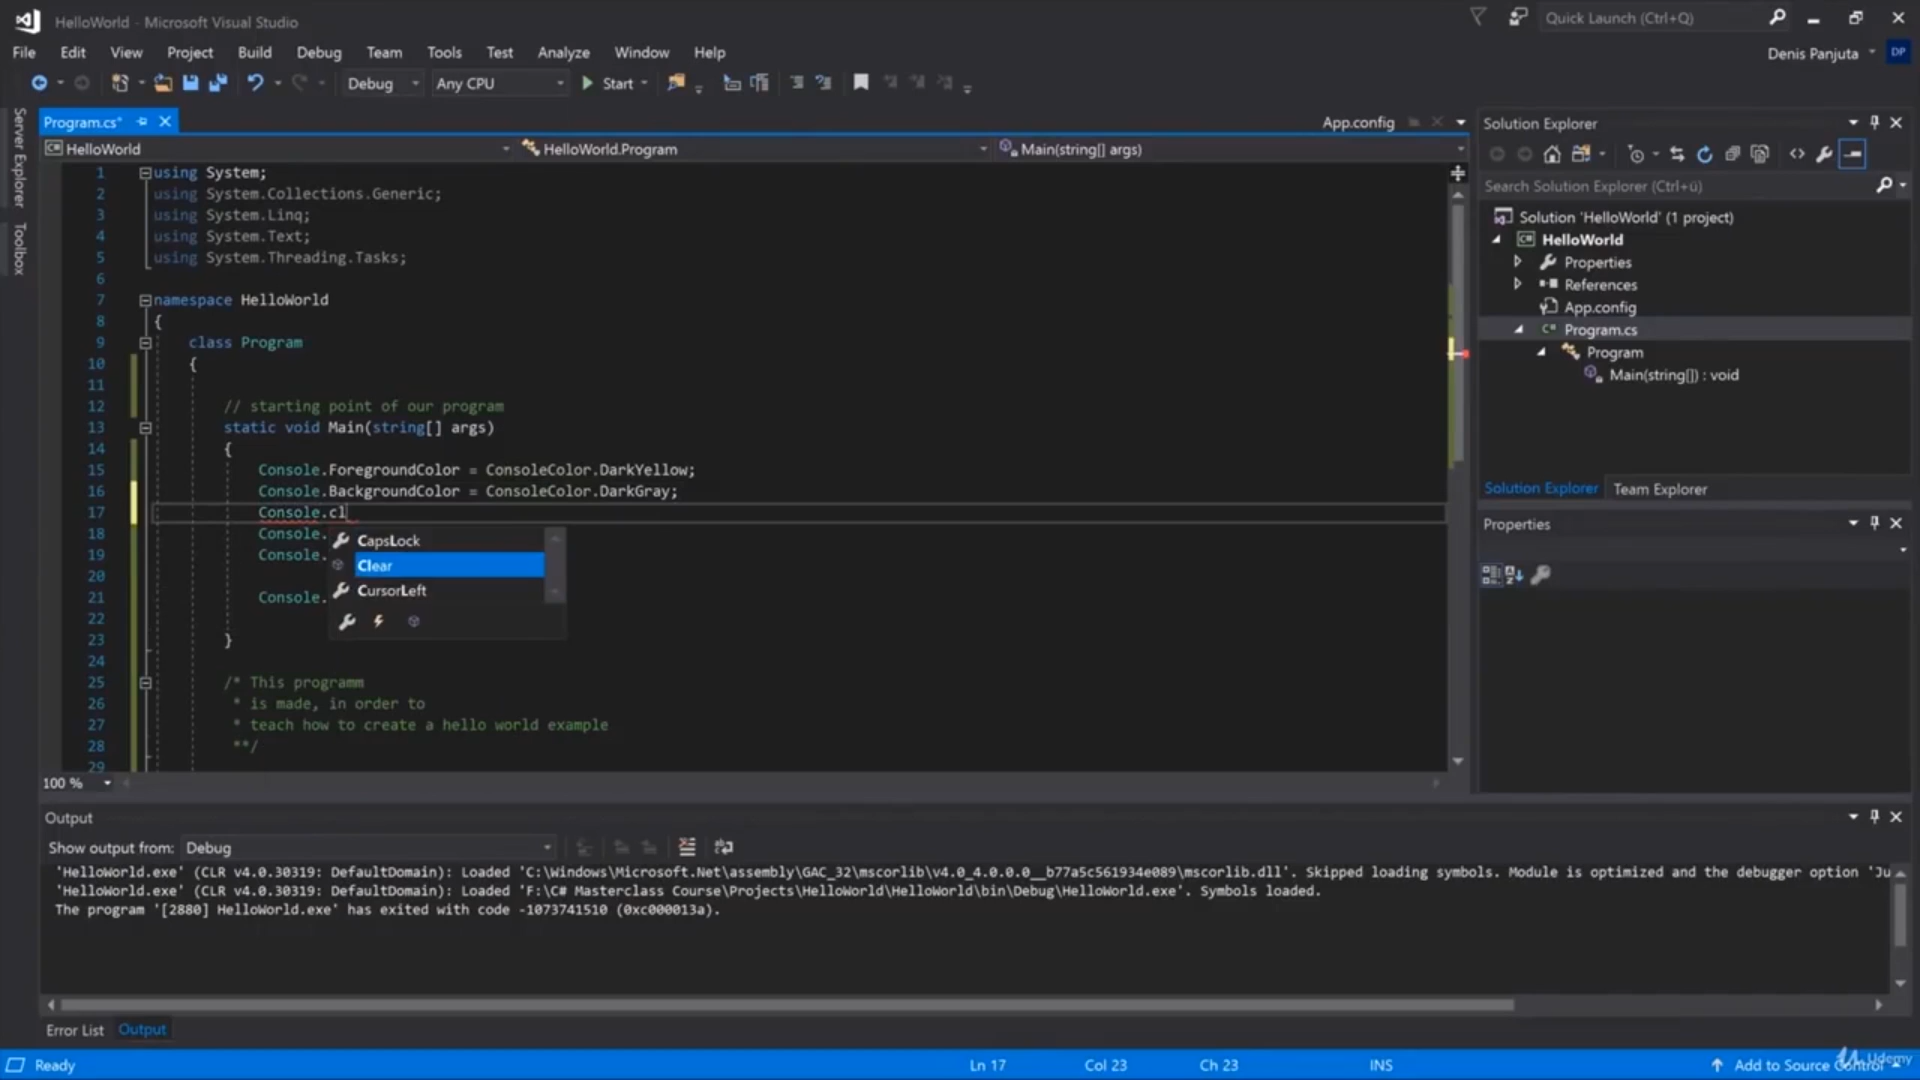 HelloWorld - Microsoft Visual Studio
Quick Launch (Ctrl+Q)
File Edit View Project Build Debug Team Tools Test Analyze Window Help
Denis Panjuta DP
Debug Any CPU Start
Server Explorer
Toolbox
Program.cs*
App.config
HelloWorld HelloWorld.Program Main(string[] args)
1 using System;
2 using System.Collections.Generic;
3 using System.Linq;
4 using System.Text;
5 using System.Threading.Tasks;
6
7 namespace HelloWorld
8 {
9 class Program
10 {
11
12 // starting point of our program
13 static void Main(string[] args)
14 {
15 Console.ForegroundColor = ConsoleColor.DarkYellow;
16 Console.BackgroundColor = ConsoleColor.DarkGray;
17 Console.cl
18 Console.
19 Console.
20
21 Console.
22
23 }
24
25 /* This programm
26 * is made, in order to
27 * teach how to create a hello world example
28 **/
29
CapsLock
Clear
CursorLeft
100 %
Solution Explorer
Search Solution Explorer (Ctrl+ü)
Solution 'HelloWorld' (1 project)
HelloWorld
Properties
References
App.config
Program.cs
Program
Main(string[]) : void
Solution Explorer Team Explorer
Properties
Output
Show output from: Debug
'HelloWorld.exe' (CLR v4.0.30319: DefaultDomain): Loaded 'C:\Windows\Microsoft.Net\assembly\GAC_32\mscorlib\v4.0_4.0.0.0__b77a5c561934e089\mscorlib.dll'. Skipped loading symbols. Module is optimized and the debugger option 'Ju
'HelloWorld.exe' (CLR v4.0.30319: DefaultDomain): Loaded 'F:\C# Masterclass Course\Projects\HelloWorld\HelloWorld\bin\Debug\HelloWorld.exe'. Symbols loaded.
The program '[2880] HelloWorld.exe' has exited with code -1073741510 (0xc000013a).
Error List Output
Ready Ln 17 Col 23 Ch 23 INS Add to Source Control
Udemy